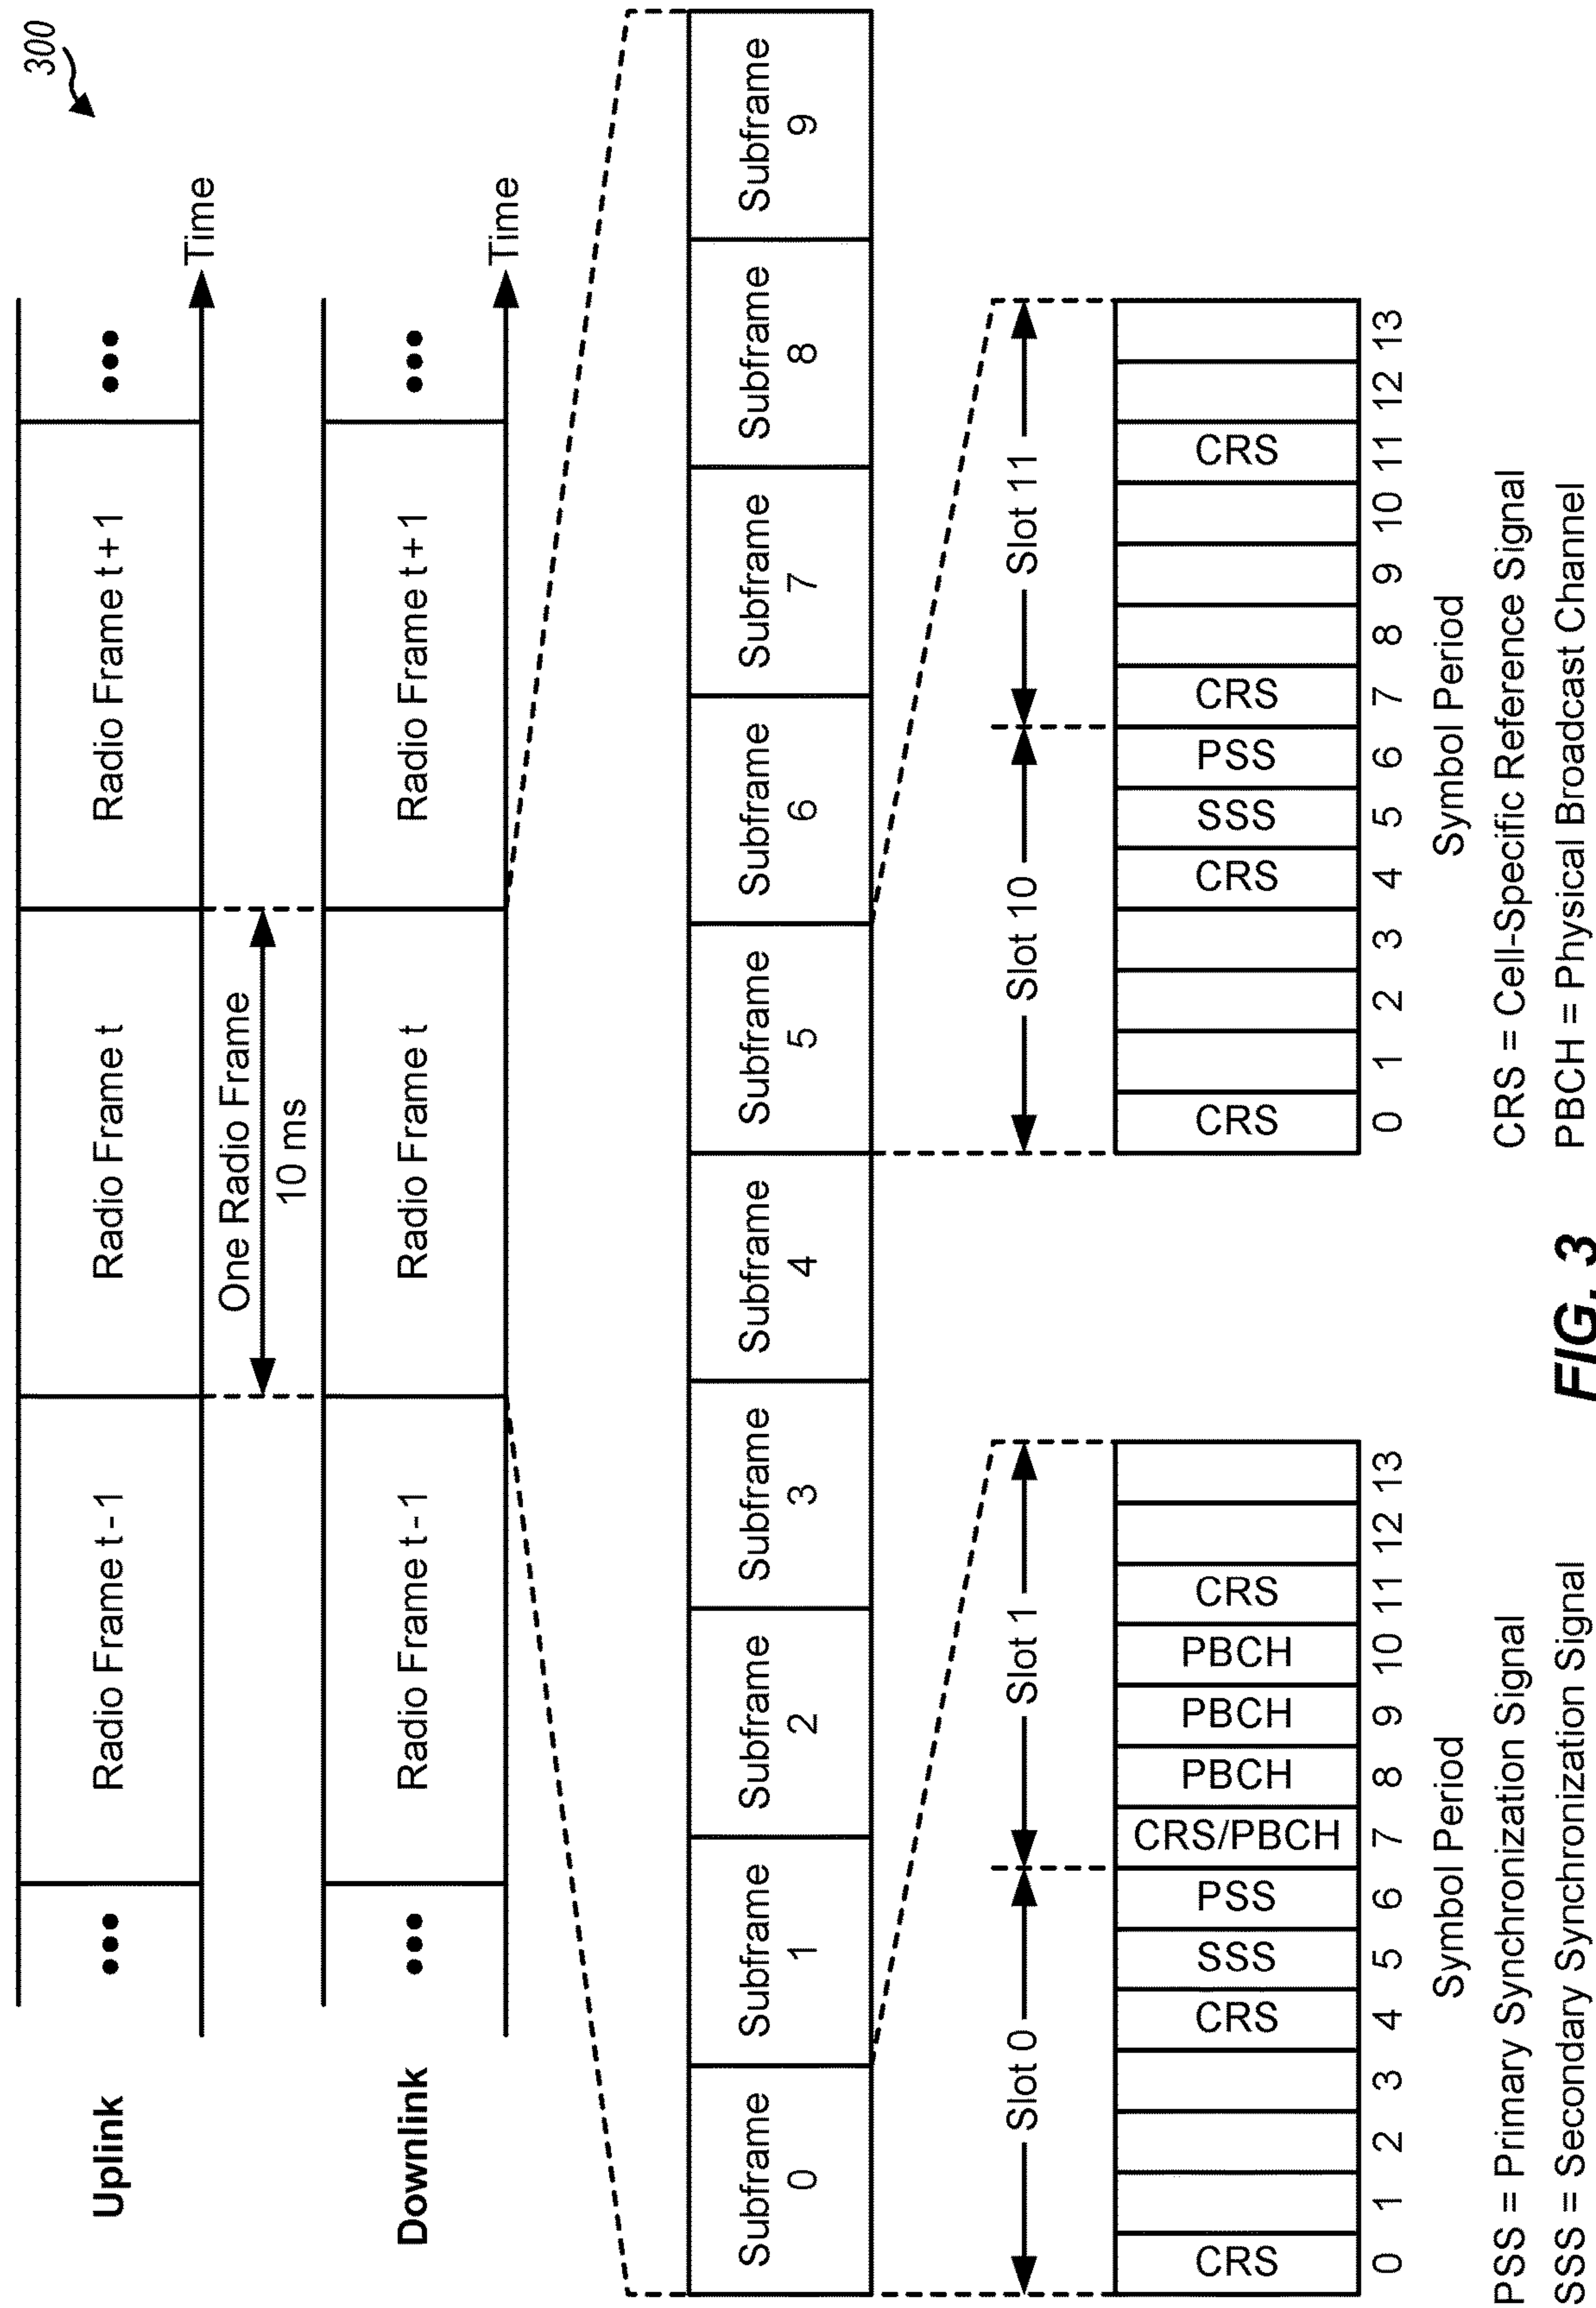 300
Uplink
•••
Radio Frame t - 1
Radio Frame t
Radio Frame t + 1
•••
Time
One Radio Frame
10 ms
Downlink
•••
Radio Frame t - 1
Radio Frame t
Radio Frame t + 1
•••
Time
Subframe
0
Subframe
1
Subframe
2
Subframe
3
Subframe
4
Subframe
5
Subframe
6
Subframe
7
Subframe
8
Subframe
9
Slot 0
Slot 1
CRS
CRS
SSS
PSS
CRS/PBCH
PBCH
PBCH
PBCH
CRS
0 1 2 3 4 5 6 7 8 9 10 11 12 13
Symbol Period
Slot 10
Slot 11
CRS
CRS
SSS
PSS
CRS
CRS
0 1 2 3 4 5 6 7 8 9 10 11 12 13
Symbol Period
PSS = Primary Synchronization Signal
SSS = Secondary Synchronization Signal
CRS = Cell-Specific Reference Signal
PBCH = Physical Broadcast Channel
FIG. 3